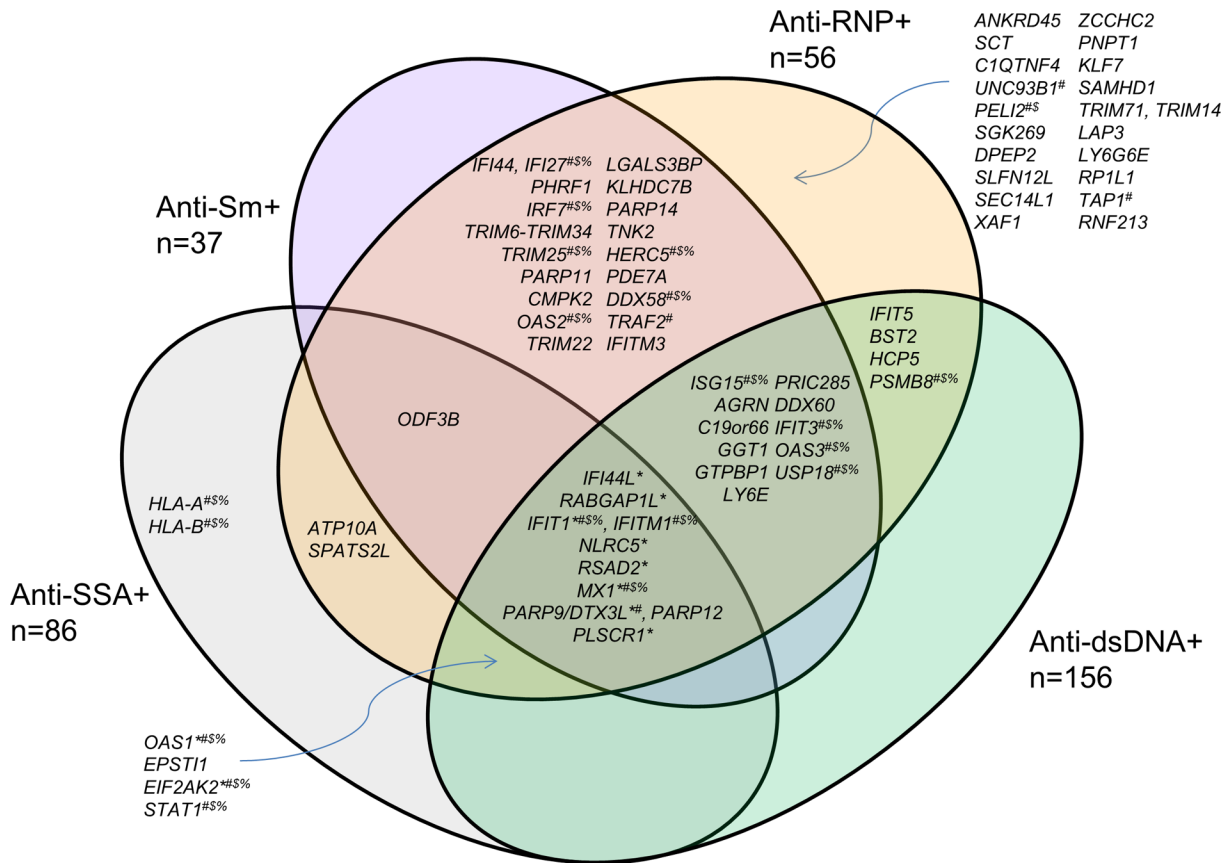 Anti-RNP+
n=56
ANKRD45 ZCCHC2
SCT PNPT1
C1QTNF4 KLF7
UNC93B1# SAMHD1
PELI2#$ TRIM71, TRIM14
SGK269 LAP3
DPEP2 LY6G6E
SLFN12L RP1L1
SEC14L1 TAP1#
XAF1 RNF213
Anti-Sm+
n=37
IFI44, IFI27#$% LGALS3BP
PHRF1 KLHDC7B
IRF7#$% PARP14
TRIM6-TRIM34 TNK2
TRIM25#$% HERC5#$%
PARP11 PDE7A
CMPK2 DDX58#$%
OAS2#$% TRAF2#
TRIM22 IFITM3
IFIT5
BST2
HCP5
PSMB8#$%
ISG15#$% PRIC285
AGRN DDX60
C19or66 IFIT3#$%
GGT1 OAS3#$%
GTPBP1 USP18#$%
LY6E
ODF3B
IFI44L*
RABGAP1L*
IFIT1*#$%, IFITM1#$%
NLRC5*
RSAD2*
MX1*#$%
PARP9/DTX3L*#, PARP12
PLSCR1*
HLA-A#$%
HLA-B#$%
ATP10A
SPATS2L
Anti-SSA+
n=86
Anti-dsDNA+
n=156
OAS1*#$%
EPSTI1
EIF2AK2*#$%
STAT1#$%